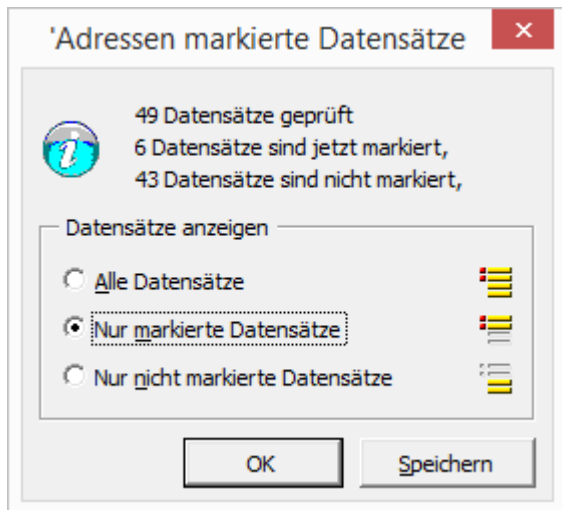 'Adressen markierte Datensätze
49 Datensätze geprüft
6 Datensätze sind jetzt markiert,
43 Datensätze sind nicht markiert,
Datensätze anzeigen
Alle Datensätze
Nur markierte Datensätze
Nur nicht markierte Datensätze
OK
Speichern